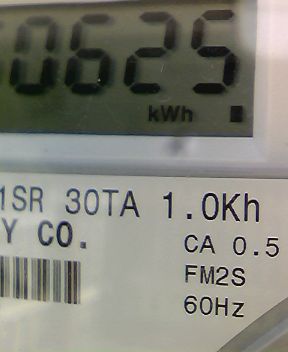 0625
kWh
1SR 30TA 1.0Kh
Y CO.
CA 0.5
FM2S
60Hz